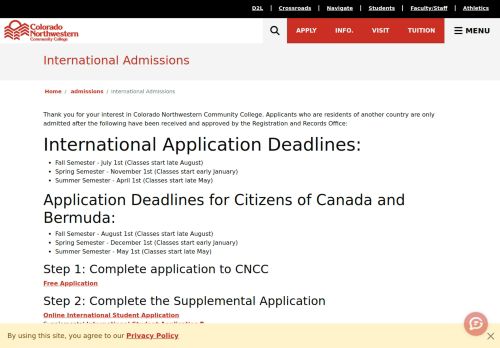 D2L | Crossroads | Navigate | Students | Faculty/Staff | Athletics
Colorado
Northwestern
Community College
APPLY INFO. VISIT TUITION MENU
International Admissions
Home / admissions / International Admissions
Thank you for your interest in Colorado Northwestern Community College. Applicants who are residents of another country are only
admitted after the following have been received and approved by the Registration and Records Office:
International Application Deadlines:
Fall Semester - July 1st (Classes start late August)
Spring Semester - November 1st (Classes start early January)
Summer Semester - April 1st (Classes start late May)
Application Deadlines for Citizens of Canada and
Bermuda:
Fall Semester - August 1st (Classes start late August)
Spring Semester - December 1st (Classes start early January)
Summer Semester - May 1st (Classes start late May)
Step 1: Complete application to CNCC
Free Application
Step 2: Complete the Supplemental Application
Online International Student Application
By using this site, you agree to our Privacy Policy
×